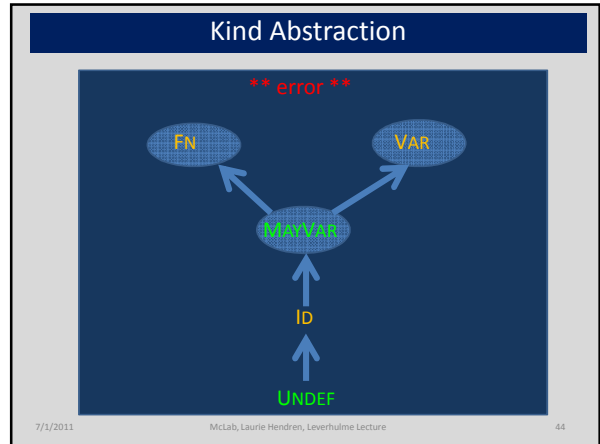 Kind Abstraction
** error **
FN VAR
MAYVAR
ID
UNDEF
7/1/2011 McLab, Laurie Hendren, Leverhulme Lecture 44